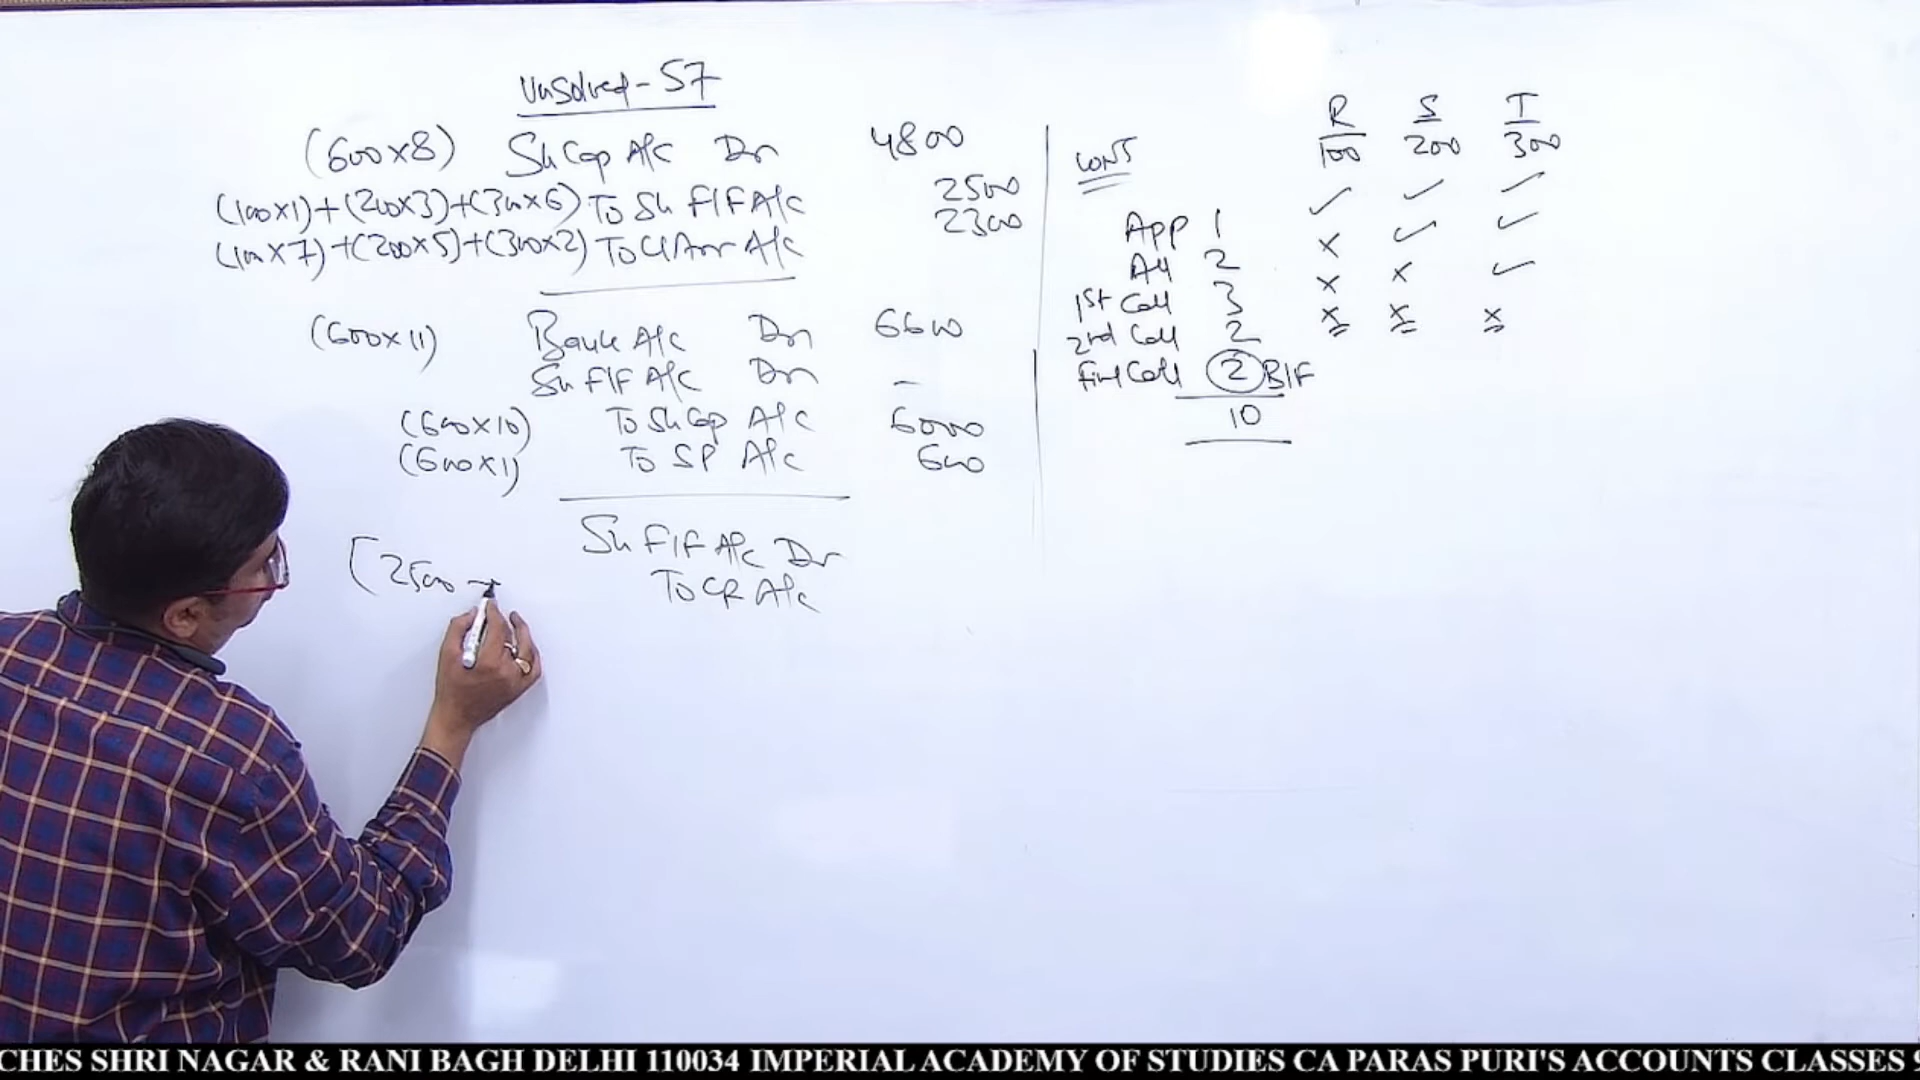 Unsolved - 57
(600x8) Sh Cap A/c Dr 4800
(100x1)+(200x3)+(300x6) To Sh F/F A/c 2500
(100x7)+(200x5)+(300x2) To C/Arr A/c 2300
(600x11) Bank A/c Dr 6600
Sh F/F A/c Dr -
(600x10) To Sh Cap A/c 6000
(600x1) To SP A/c 600
Sh F/F A/c Dr
[2500 - To CR A/c
R S T
CONT 100 200 300
App 1 ✓ ✓ ✓
All 2 x ✓ ✓
1st Call 3 x x ✓
2nd Call 2 x x x
Final Call 2 B/F
10
CHES SHRI NAGAR & RANI BAGH DELHI 110034 IMPERIAL ACADEMY OF STUDIES CA PARAS PURI'S ACCOUNTS CLASSES 9